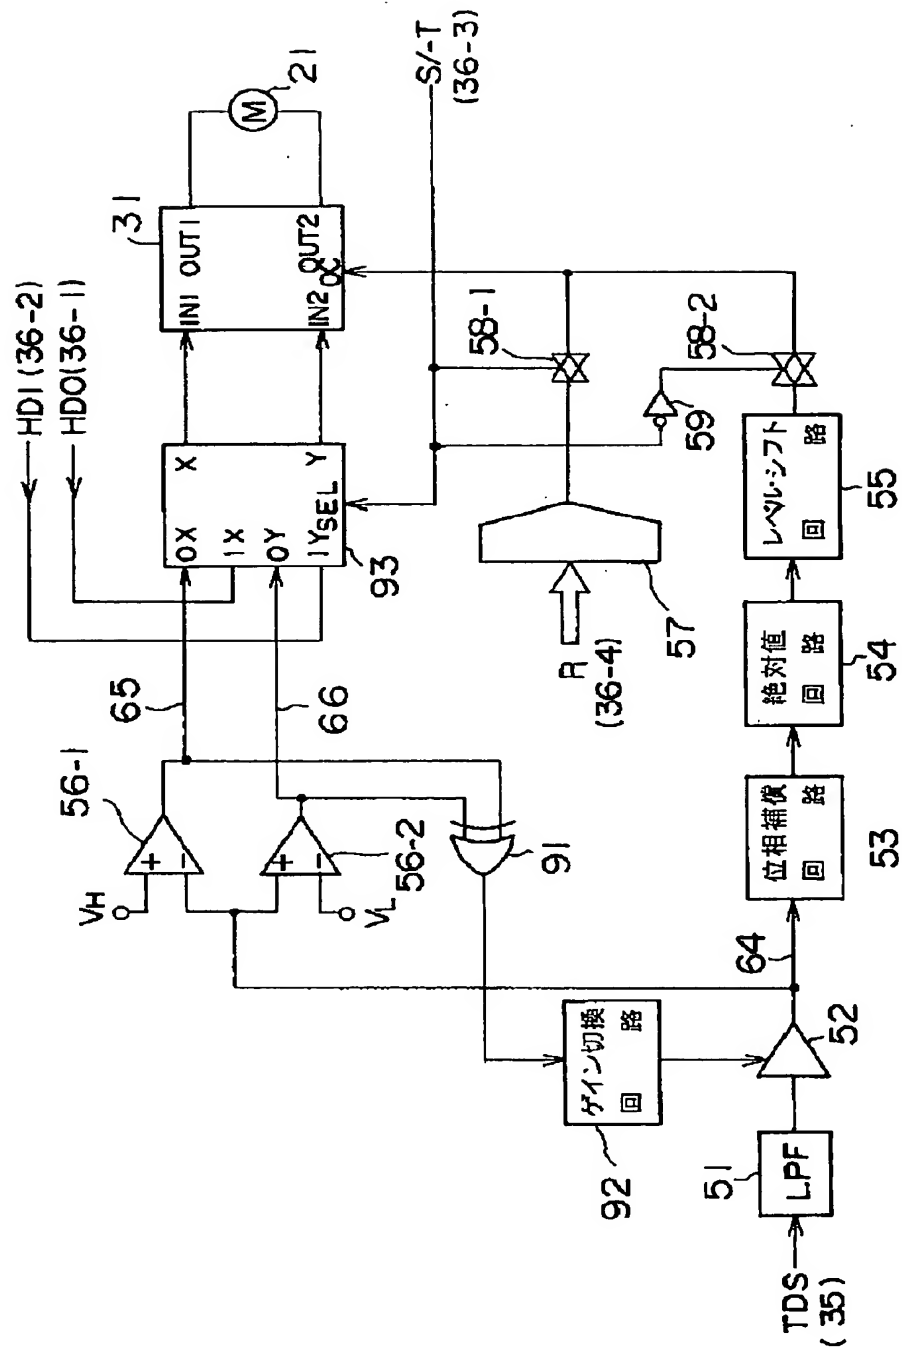 HD1(36-2)
HD0(36-1)
S/-T
(36-3)
M
21
31
IN1 OUT1
IN2 OUT2
OC
58-1
58-2
59
0X
1X
0Y
1Y
SEL
X
Y
93
65
66
56-1
+
-
56-2
+
-
VH
VL
91
R
(36-4)
57
レベル・シフト
回路
55
絶対値
回路
54
位相補償
回路
53
64
52
ゲイン切換
回路
92
LPF
51
TDS
(35)